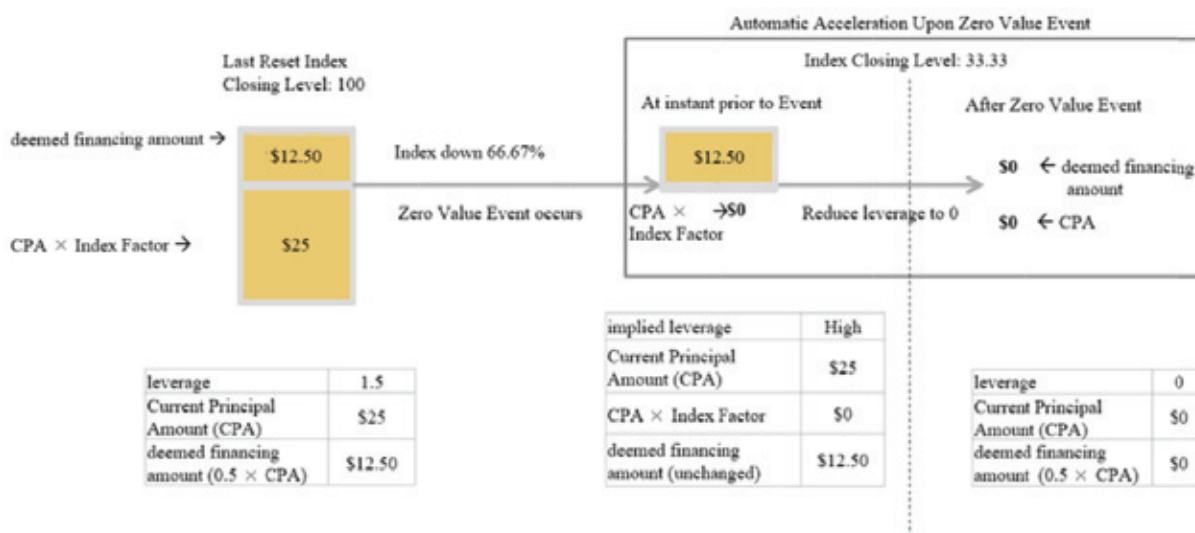 Automatic Acceleration Upon Zero Value Event
Last Reset Index
Closing Level: 100
Index Closing Level: 33.33
At instant prior to Event
After Zero Value Event
deemed financing amount →
$12.50
Index down 66.67%
$12.50
$0 ← deemed financing
amount
Zero Value Event occurs
CPA × →$0
Index Factor
Reduce leverage to 0
$0 ← CPA
CPA × Index Factor →
$25
implied leverage High
Current Principal
Amount (CPA) $25
CPA × Index Factor $0
deemed financing
amount (unchanged) $12.50
leverage 1.5
Current Principal
Amount (CPA) $25
deemed financing
amount (0.5 × CPA) $12.50
leverage 0
Current Principal
Amount (CPA) $0
deemed financing
amount (0.5 × CPA) $0